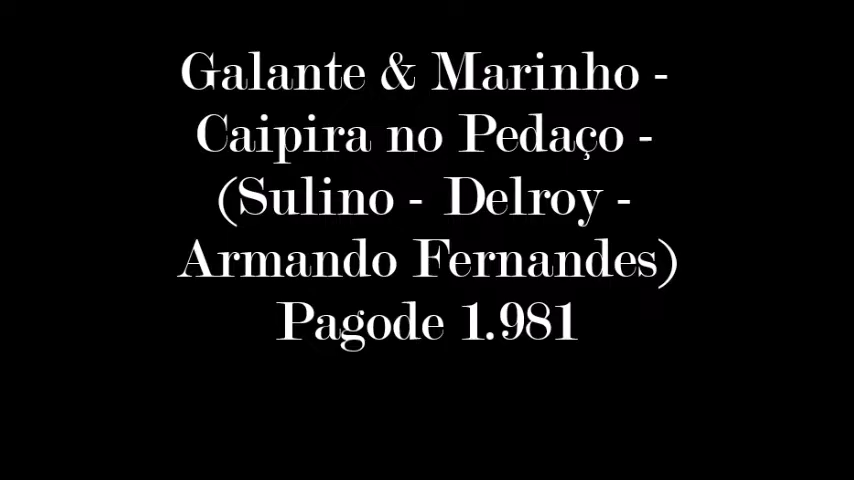 Galante & Marinho -
Caipira no Pedaço -
(Sulino - Delroy -
Armando Fernandes)
Pagode 1.981